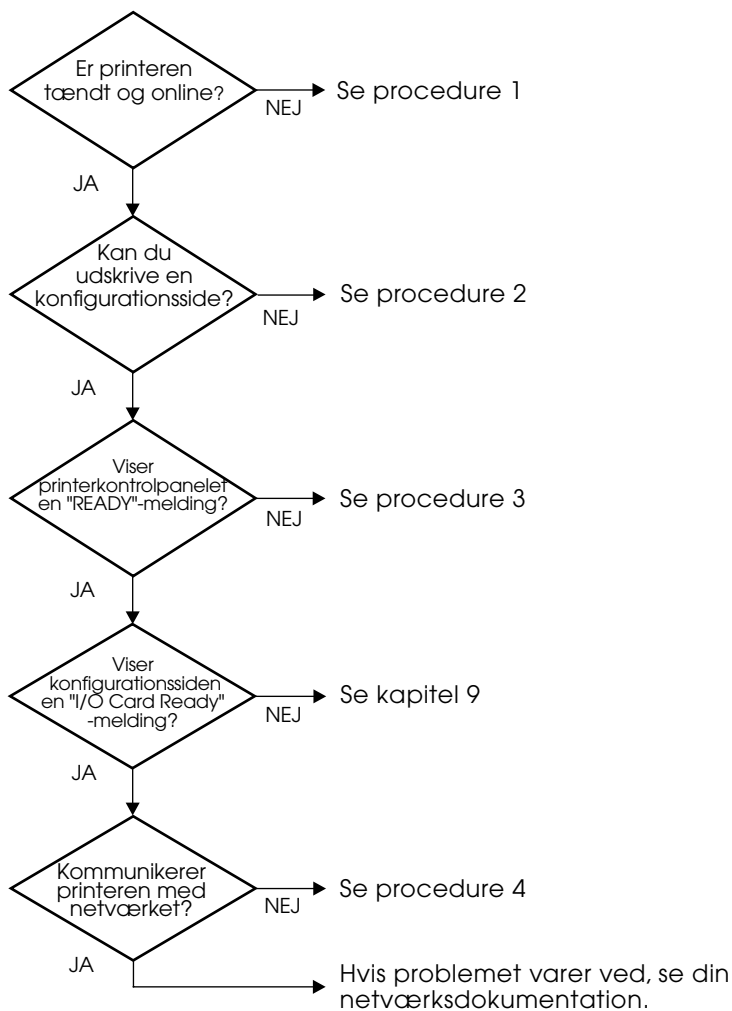 Er printeren
tændt og online?
NEJ
Se procedure 1
JA
Kan du
udskrive en
konfigurationsside?
NEJ
Se procedure 2
JA
Viser
printerkontrolpanelet
en "READY"-melding?
NEJ
Se procedure 3
JA
Viser
konfigurationssiden
en "I/O Card Ready"
-melding?
NEJ
Se kapitel 9
JA
Kommunikerer
printeren med
netværket?
NEJ
Se procedure 4
JA
Hvis problemet varer ved, se din
netværksdokumentation.